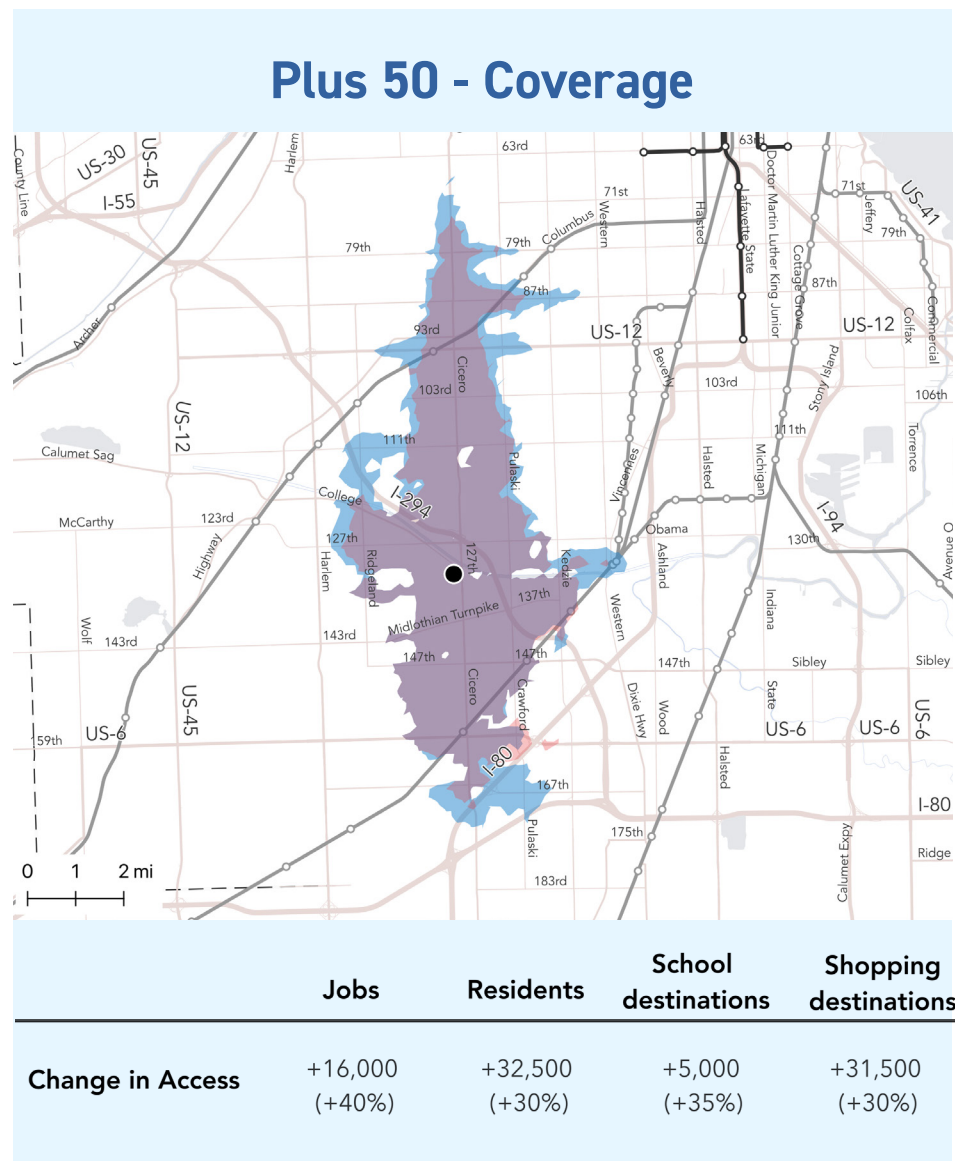 Plus 50 - Coverage
63rd
63rd
County Line
US-30
US-45
Harlem
I-55
71st
Western
Columbus
Halsted
Lafayette State
Doctor Martin Luther King Junior
71st
Jeffery
US-41
79th
79th
79th
Cottage Grove
87th
87th
Archer
93rd
US-12
US-12
Colfax
Commercial
Cicero
Beverly
103rd
103rd
Stony Island
106th
US-12
111th
111th
Calumet Sag
Pulaski
Vincennes
Halsted
Michigan
Torrence
College
I-294
McCarthy
123rd
I-94
Obama
127th
127th
130th
Highway
Harlem
Ridgeland
Kedzie
Ashland
137th
Midlothian Turnpike
Western
Indiana
Wolf
143rd
143rd
147th
147th
147th
Sibley
Sibley
Cicero
Crawford
Dixie Hwy
Wood
State
US-45
US-6
US-6
US-6
US-6
159th
I-80
Halsted
167th
I-80
Pulaski
175th
Calumet Expy
Ridge
0 1 2 mi
183rd
Jobs
Residents
School
destinations
Shopping
destinations
Change in Access
+16,000
(+40%)
+32,500
(+30%)
+5,000
(+35%)
+31,500
(+30%)